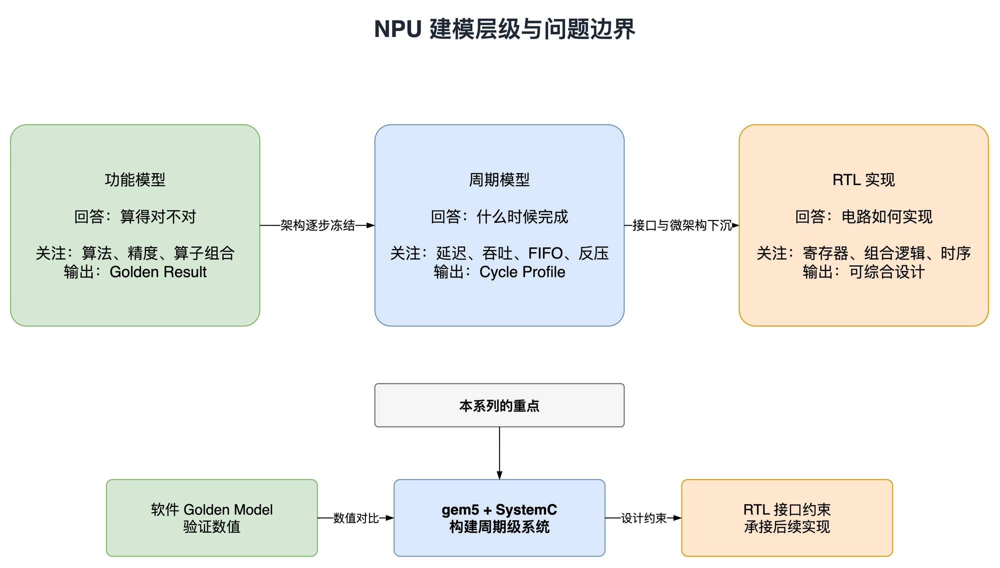 NPU 建模层级与问题边界
功能模型
回答：算得对不对
关注：算法、精度、算子组合
输出：Golden Result
架构逐步冻结
周期模型
回答：什么时候完成
关注：延迟、吞吐、FIFO、反压
输出：Cycle Profile
接口与微架构下沉
RTL 实现
回答：电路如何实现
关注：寄存器、组合逻辑、时序
输出：可综合设计
本系列的重点
软件 Golden Model
验证数值
数值对比
gem5 + SystemC
构建周期级系统
设计约束
RTL 接口约束
承接后续实现